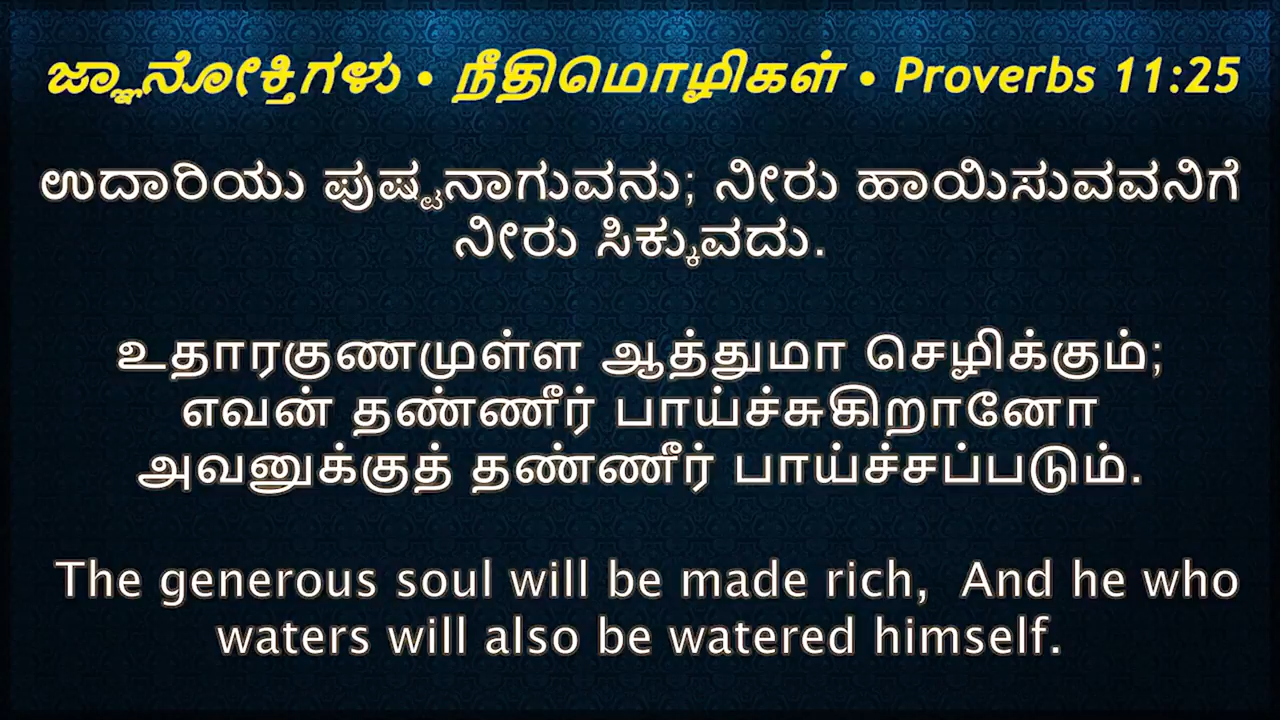 ಜ್ಞಾನೋಕ್ತಿಗಳು • நீதிமொழிகள் • Proverbs 11:25
ಉದಾರಿಯು ಪುಷ್ಟನಾಗುವನು; ನೀರು ಹಾಯಿಸುವವನಿಗೆ
ನೀರು ಸಿಕ್ಕುವದು.
உதாரகுணமுள்ள ஆத்துமா செழிக்கும்;
எவன் தண்ணீர் பாய்ச்சுகிறானோ
அவனுக்குத் தண்ணீர் பாய்ச்சப்படும்.
The generous soul will be made rich,  And he who
waters will also be watered himself.